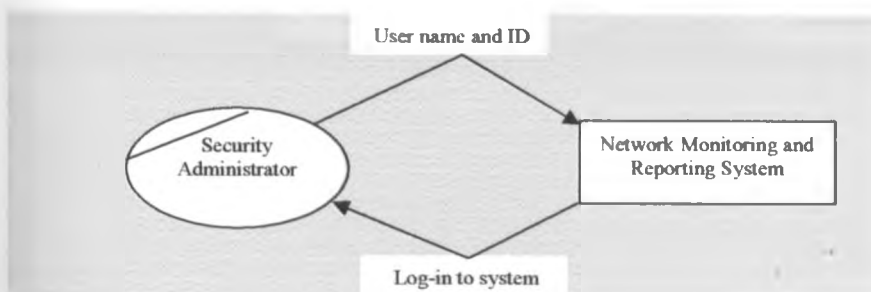 User name and ID
Security
Administrator
Network Monitoring and
Reporting System
Log-in to system